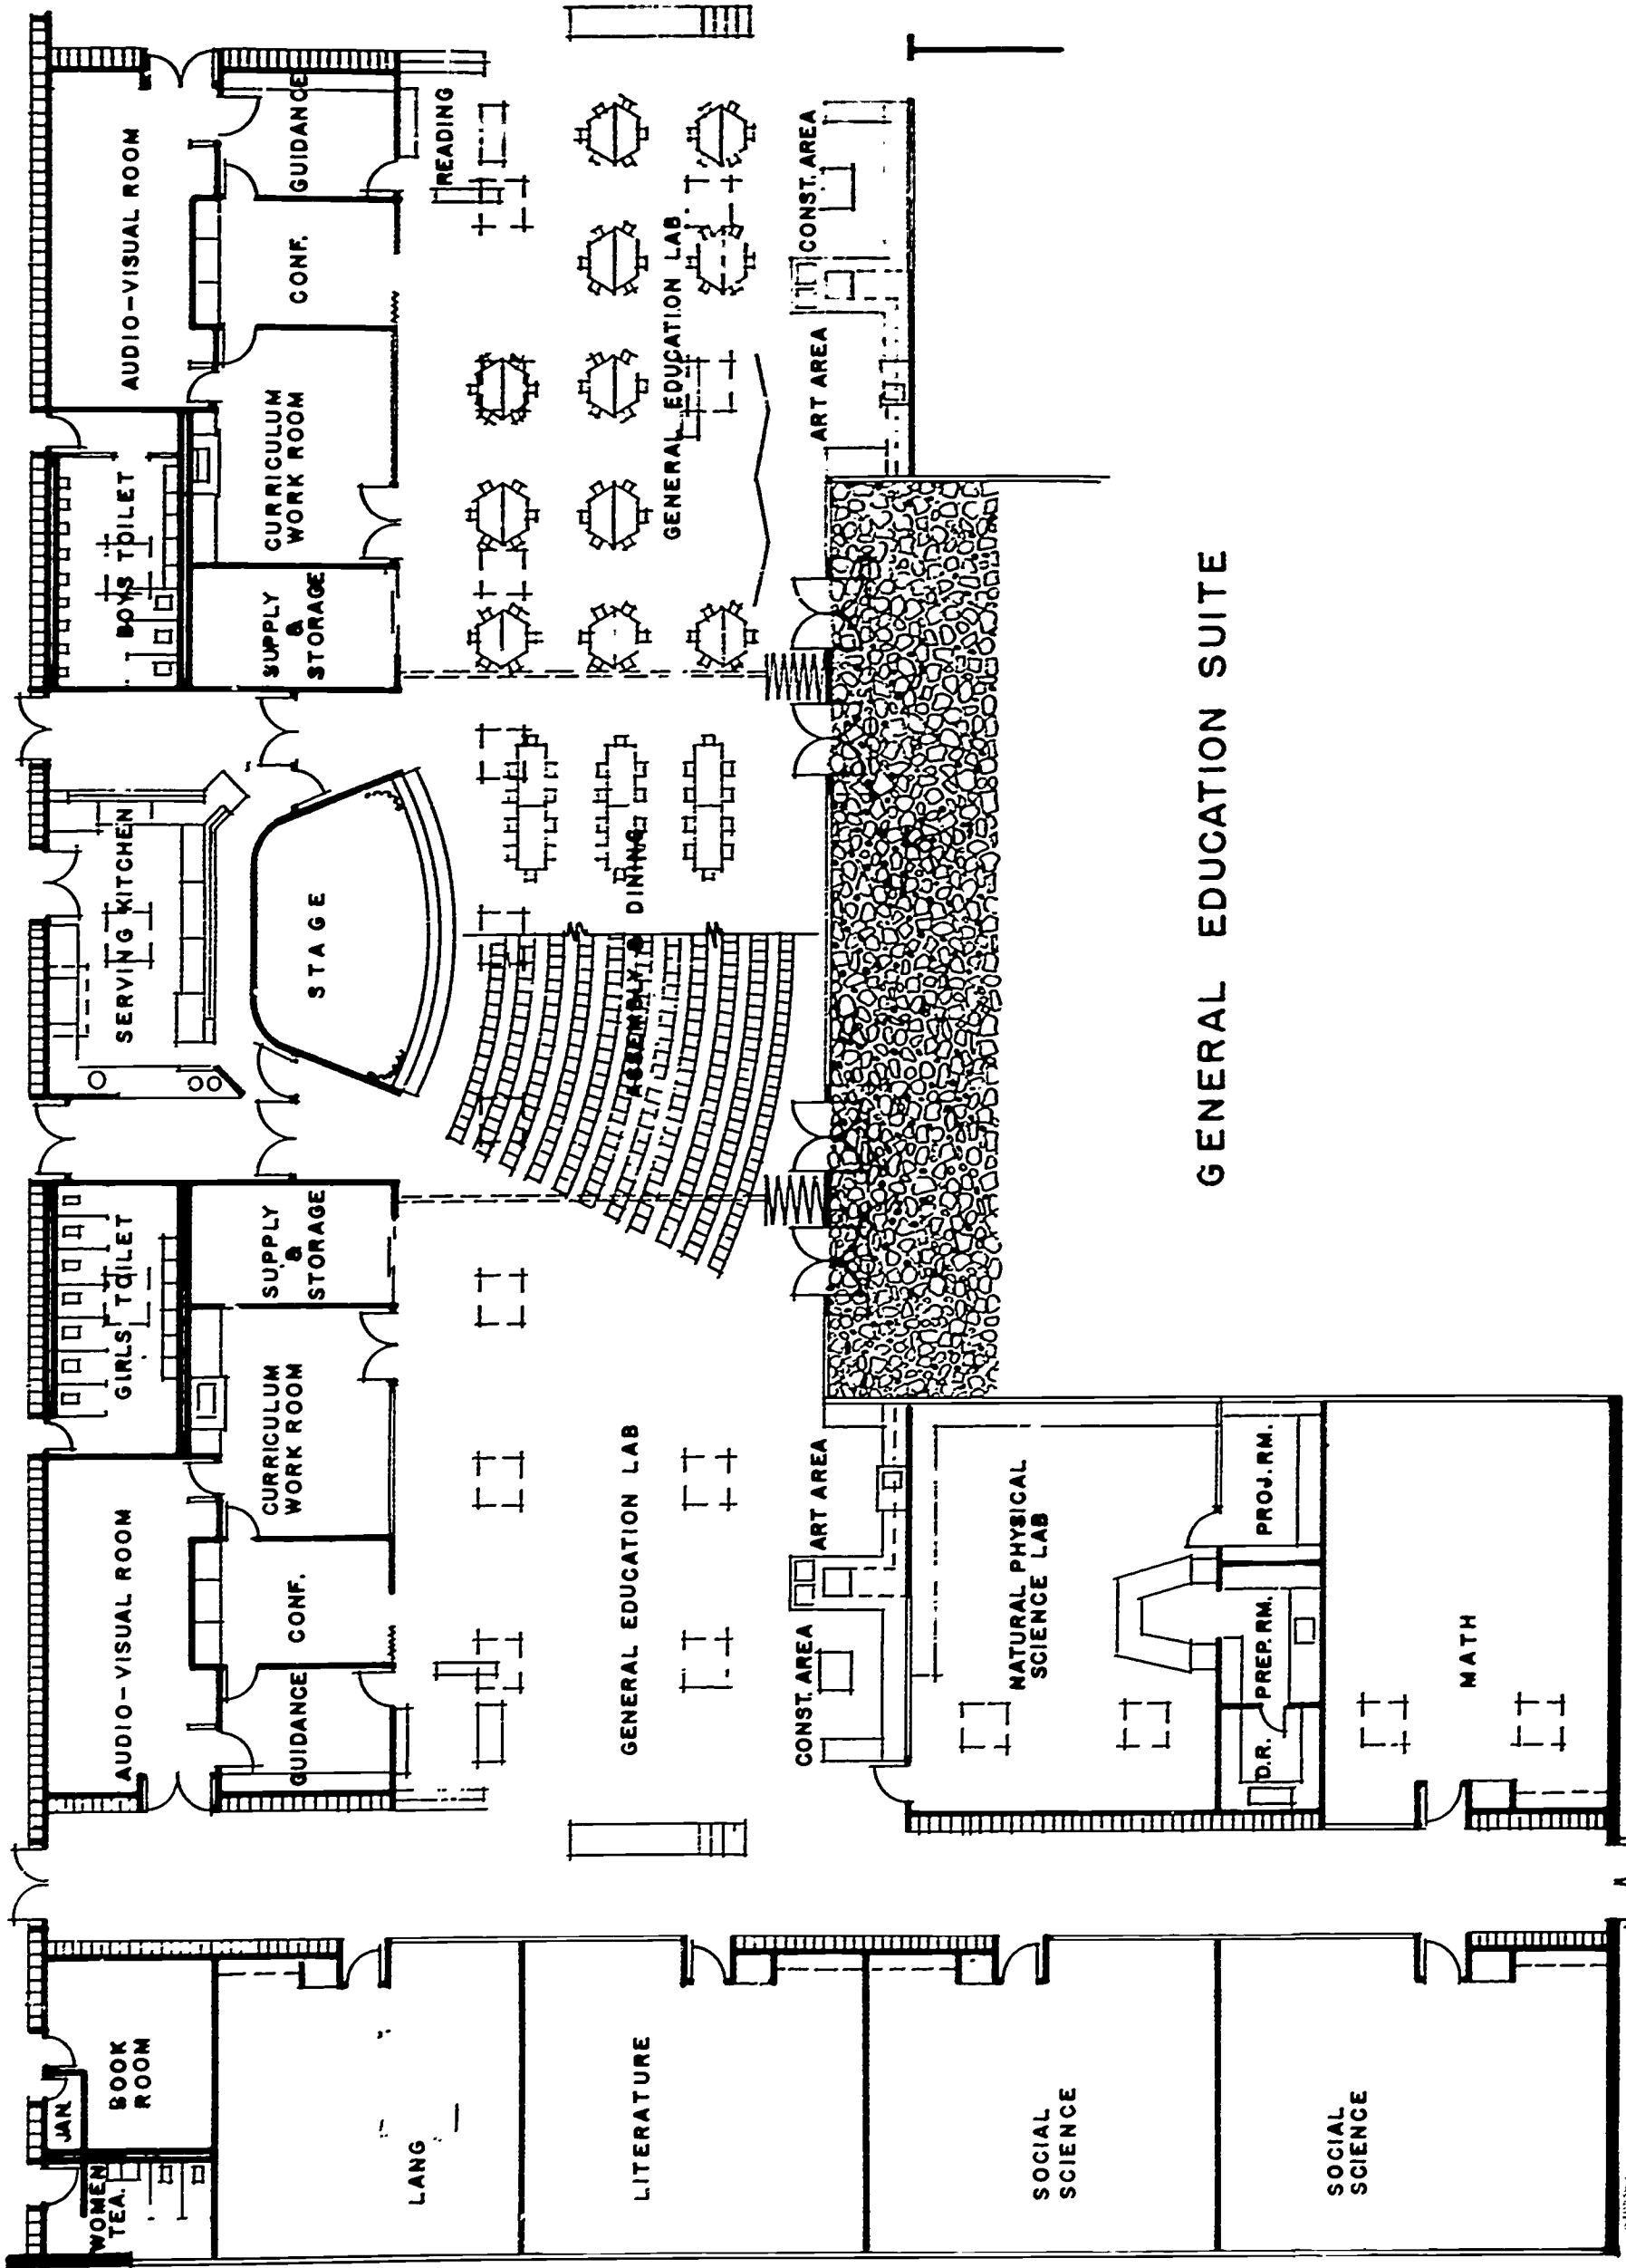 WOMEN
TEA.
JAN.
BOOK
ROOM
LANG
LITERATURE
SOCIAL
SCIENCE
SOCIAL
SCIENCE
AUDIO-VISUAL ROOM
GUIDANCE
CONF.
CURRICULUM
WORK ROOM
SUPPLY
&
STORAGE
GIRLS TOILET
GENERAL EDUCATION LAB
CONST. AREA
ART AREA
NATURAL PHYSICAL
SCIENCE LAB
D.R.
PREP. RM.
PROJ. RM.
MATH
SERVING KITCHEN
STAGE
ASSEMBLY & DINING
BOYS TOILET
SUPPLY
&
STORAGE
CURRICULUM
WORK ROOM
CONF.
GUIDANCE
AUDIO-VISUAL ROOM
READING
GENERAL EDUCATION LAB
ART AREA
CONST. AREA
GENERAL EDUCATION SUITE